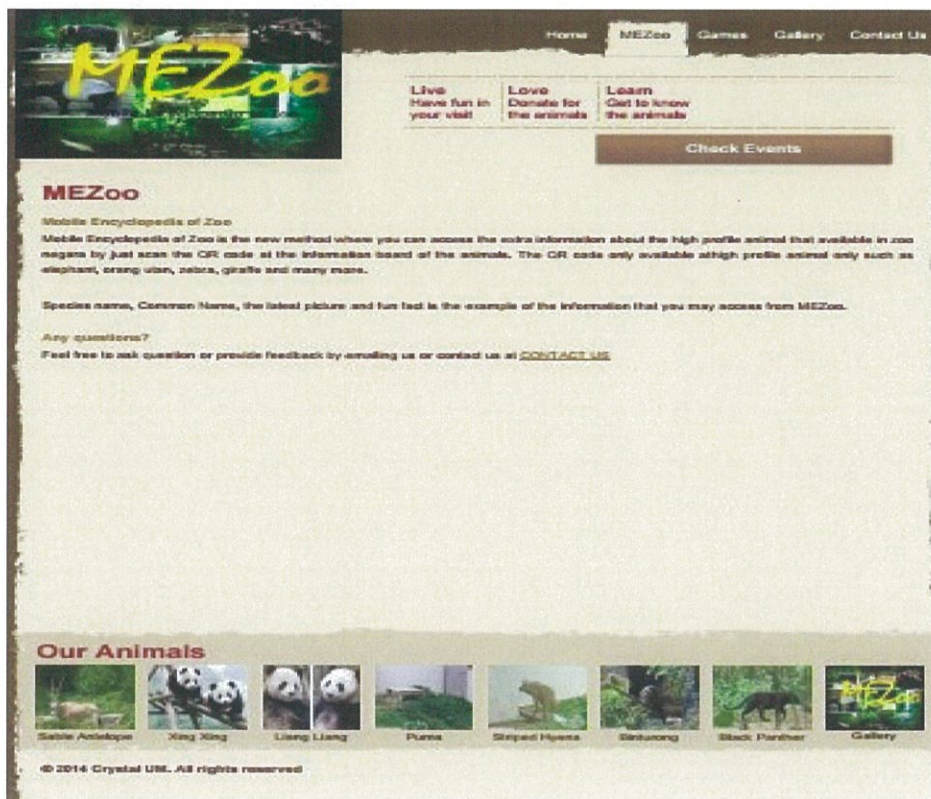 MEZoo
Home MEZoo Games Gallery Contact Us
Live
Have fun in
your visit
Love
Donate for
the animals
Learn
Get to know
the animals
Check Events
MEZoo
Mobile Encyclopedia of Zoo
Mobile Encyclopedia of Zoo is the new method where you can access the extra information about the high profile animal that available in zoo
negara by just scan the QR code at the information board of the animals. The QR code only available athigh profile animal only such as
elephant, orang utan, zebra, giraffe and many more.
Species name, Common Name, the latest picture and fun fact is the example of the information that you may access from MEZoo.
Any questions?
Feel free to ask question or provide feedback by emailing us or contact us at CONTACT US
Our Animals
MEZoo
Sable Antelope Xing Xing Liang Liang Puma Striped Hyena Binturong Black Panther Gallery
© 2014 Crystal UM. All rights reserved